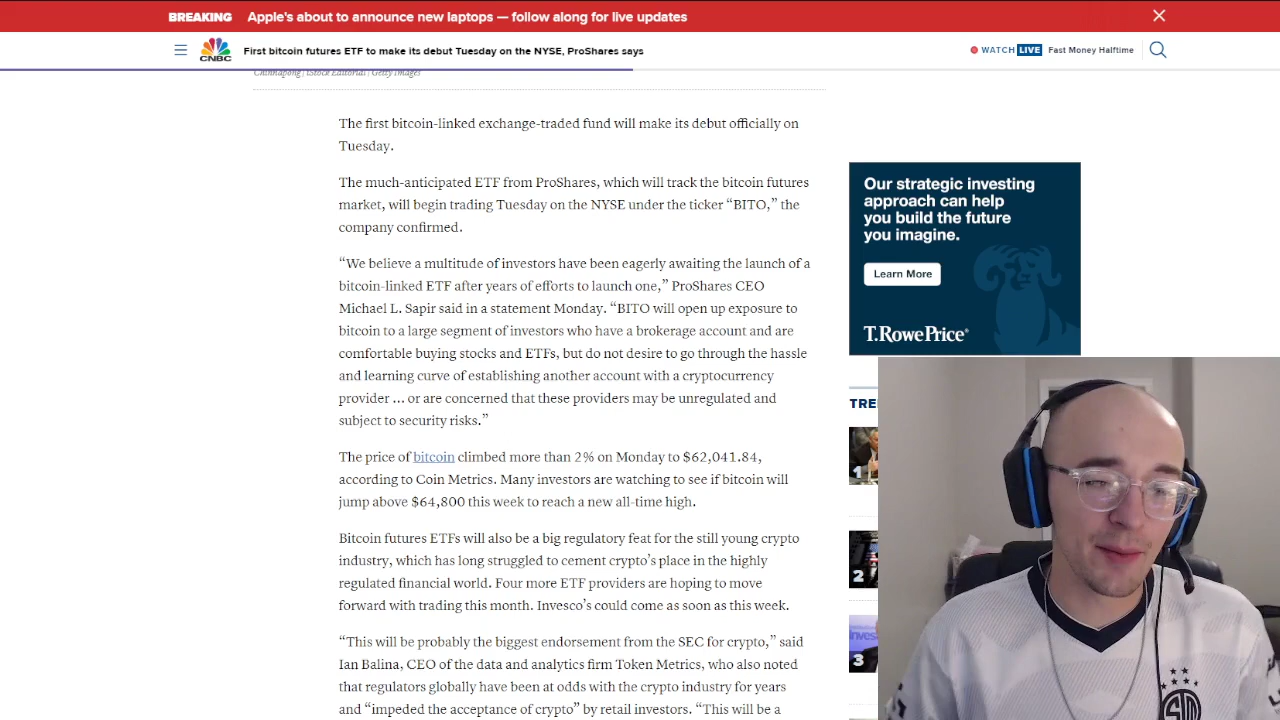 BREAKING Apple's about to announce new laptops — follow along for live updates
CNBC
First bitcoin futures ETF to make its debut Tuesday on the NYSE, ProShares says
WATCH LIVE Fast Money Halftime
Chinnapong | iStock Editorial | Getty Images
The first bitcoin-linked exchange-traded fund will make its debut officially on
Tuesday.
The much-anticipated ETF from ProShares, which will track the bitcoin futures
market, will begin trading Tuesday on the NYSE under the ticker “BITO,” the
company confirmed.
“We believe a multitude of investors have been eagerly awaiting the launch of a
bitcoin-linked ETF after years of efforts to launch one,” ProShares CEO
Michael L. Sapir said in a statement Monday. “BITO will open up exposure to
bitcoin to a large segment of investors who have a brokerage account and are
comfortable buying stocks and ETFs, but do not desire to go through the hassle
and learning curve of establishing another account with a cryptocurrency
provider … or are concerned that these providers may be unregulated and
subject to security risks.”
The price of bitcoin climbed more than 2% on Monday to $62,041.84,
according to Coin Metrics. Many investors are watching to see if bitcoin will
jump above $64,800 this week to reach a new all-time high.
Bitcoin futures ETFs will also be a big regulatory feat for the still young crypto
industry, which has long struggled to cement crypto’s place in the highly
regulated financial world. Four more ETF providers are hoping to move
forward with trading this month. Invesco’s could come as soon as this week.
“This will be probably the biggest endorsement from the SEC for crypto,” said
Ian Balina, CEO of the data and analytics firm Token Metrics, who also noted
that regulators globally have been at odds with the crypto industry for years
and “impeded the acceptance of crypto” by retail investors. “This will be a
Our strategic investing
approach can help
you build the future
you imagine.
Learn More
T.RowePrice
TRE
1
2
3